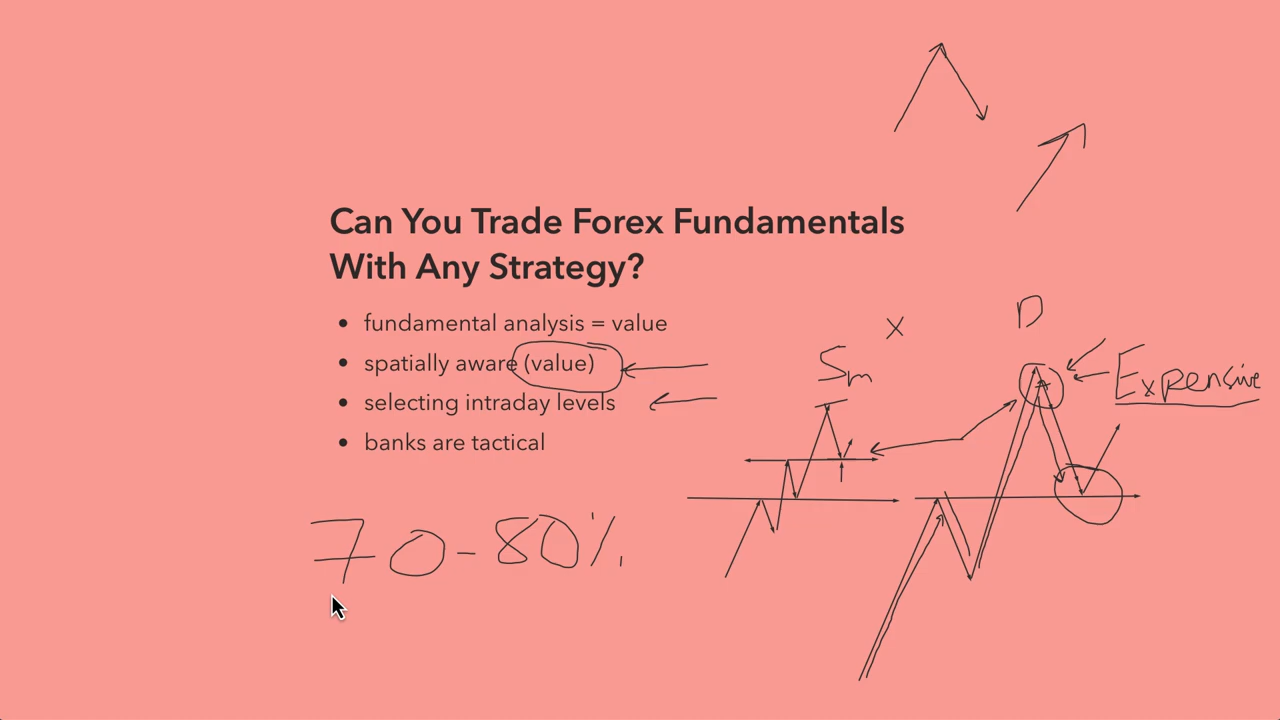 Can You Trade Forex Fundamentals
With Any Strategy?
• fundamental analysis = value
• spatially aware (value)
• selecting intraday levels
• banks are tactical
70-80%
x
5m
D
Expensive